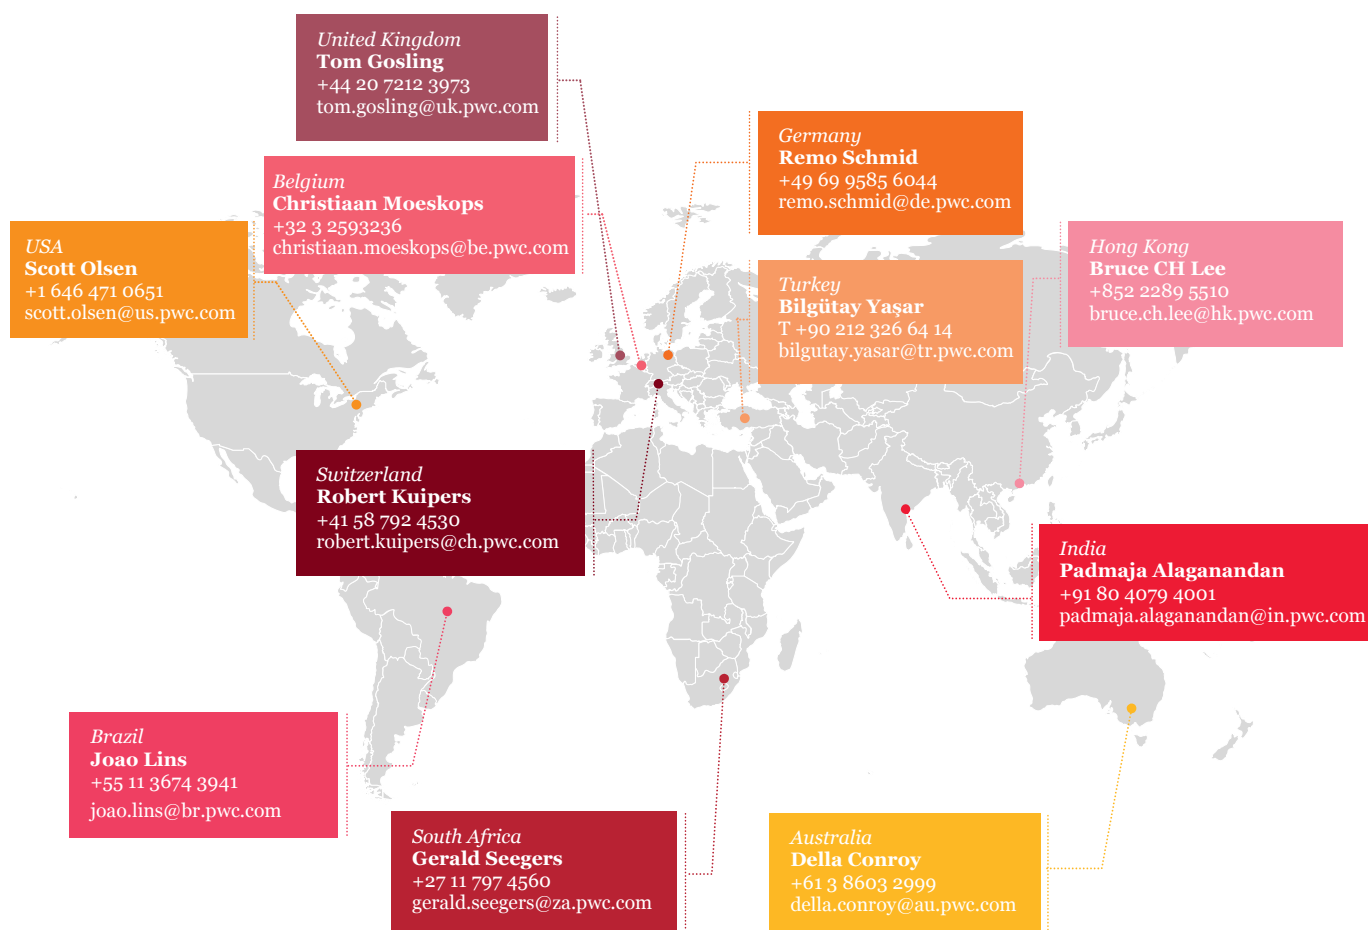 United Kingdom
Tom Gosling
+44 20 7212 3973
tom.gosling@uk.pwc.com
Germany
Remo Schmid
+49 69 9585 6044
remo.schmid@de.pwc.com
Belgium
Christiaan Moeskops
+32 3 2593236
christiaan.moeskops@be.pwc.com
USA
Scott Olsen
+1 646 471 0651
scott.olsen@us.pwc.com
Hong Kong
Bruce CH Lee
+852 2289 5510
bruce.ch.lee@hk.pwc.com
Turkey
Bilgütay Yaşar
T +90 212 326 64 14
bilgutay.yasar@tr.pwc.com
Switzerland
Robert Kuipers
+41 58 792 4530
robert.kuipers@ch.pwc.com
India
Padmaja Alaganandan
+91 80 4079 4001
padmaja.alaganandan@in.pwc.com
Brazil
Joao Lins
+55 11 3674 3941
joao.lins@br.pwc.com
South Africa
Gerald Seegers
+27 11 797 4560
gerald.seegers@za.pwc.com
Australia
Della Conroy
+61 3 8603 2999
della.conroy@au.pwc.com